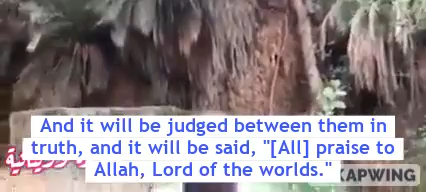 And it will be judged between them in
truth, and it will be said, "[All] praise to
Allah, Lord of the worlds."
KAPWING